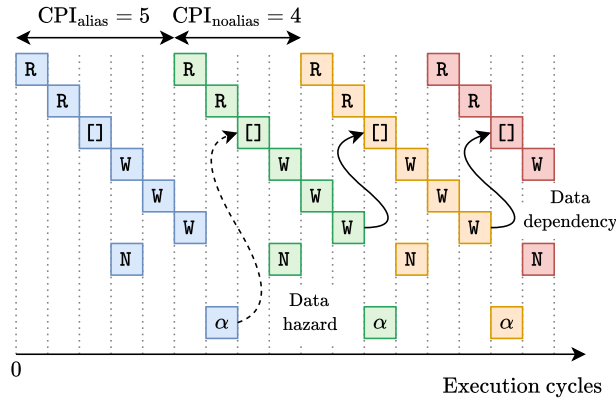 CPI_alias = 5 CPI_noalias = 4
R R R R
R R R R
[] [] [] []
W W W W
W W W Data
W W W dependency
N N N N
Data
α hazard α α
0
Execution cycles